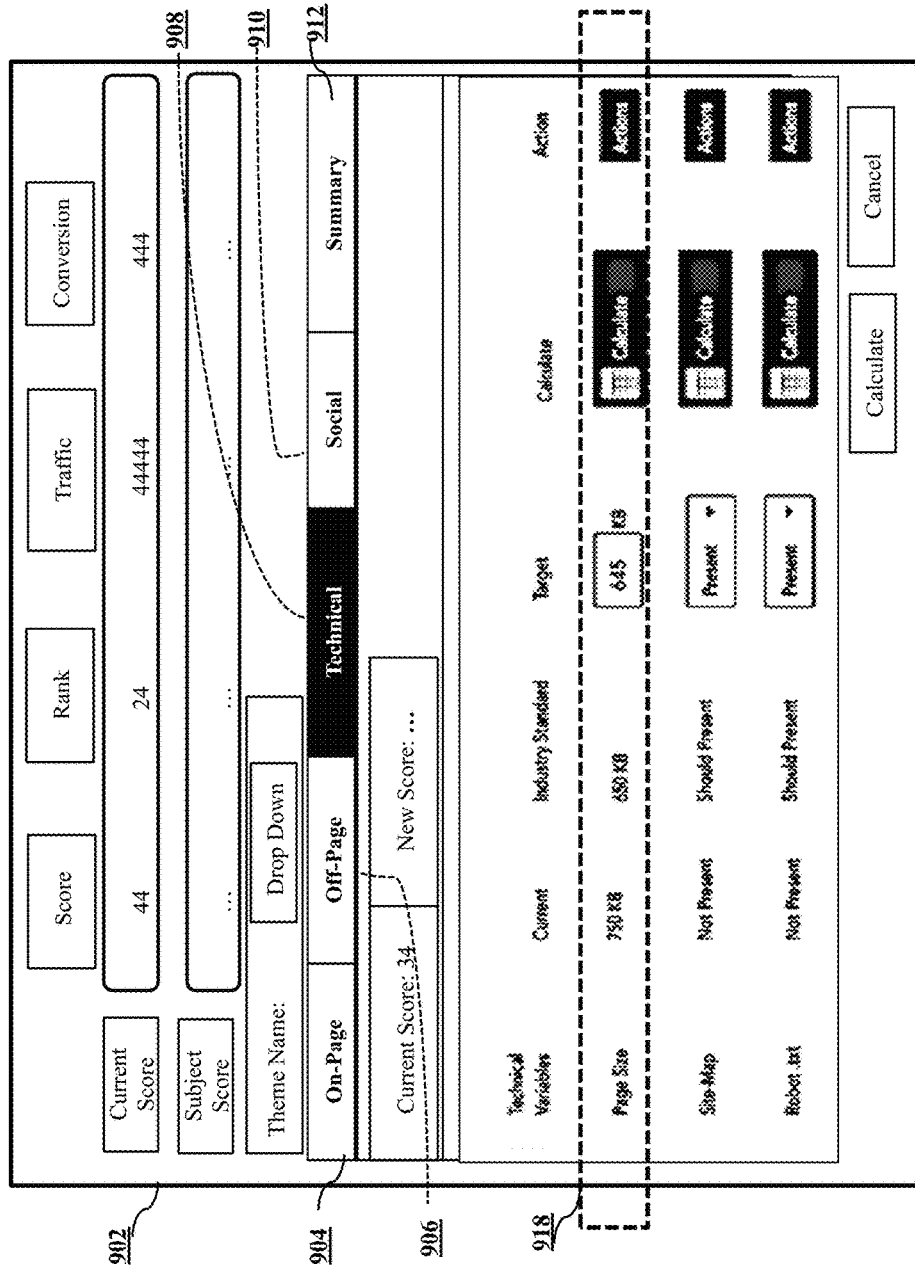 908
910
912
Score Rank Traffic Conversion
Current Score 44 24 44444 444
Subject Score ... ... ... ...
Theme Name: Drop Down
On-Page Off-Page Technical Social Summary
Current Score: 34 New Score: ...
Technical Variables Current Industry Standard Target Calculate Action
Page Size 750 KB 650 KB 645 KB Calculate Actions
Site-Map Not Present Should Present Present Calculate Actions
Robot .txt Not Present Should Present Present Calculate Actions
Calculate Cancel
902
904
906
918